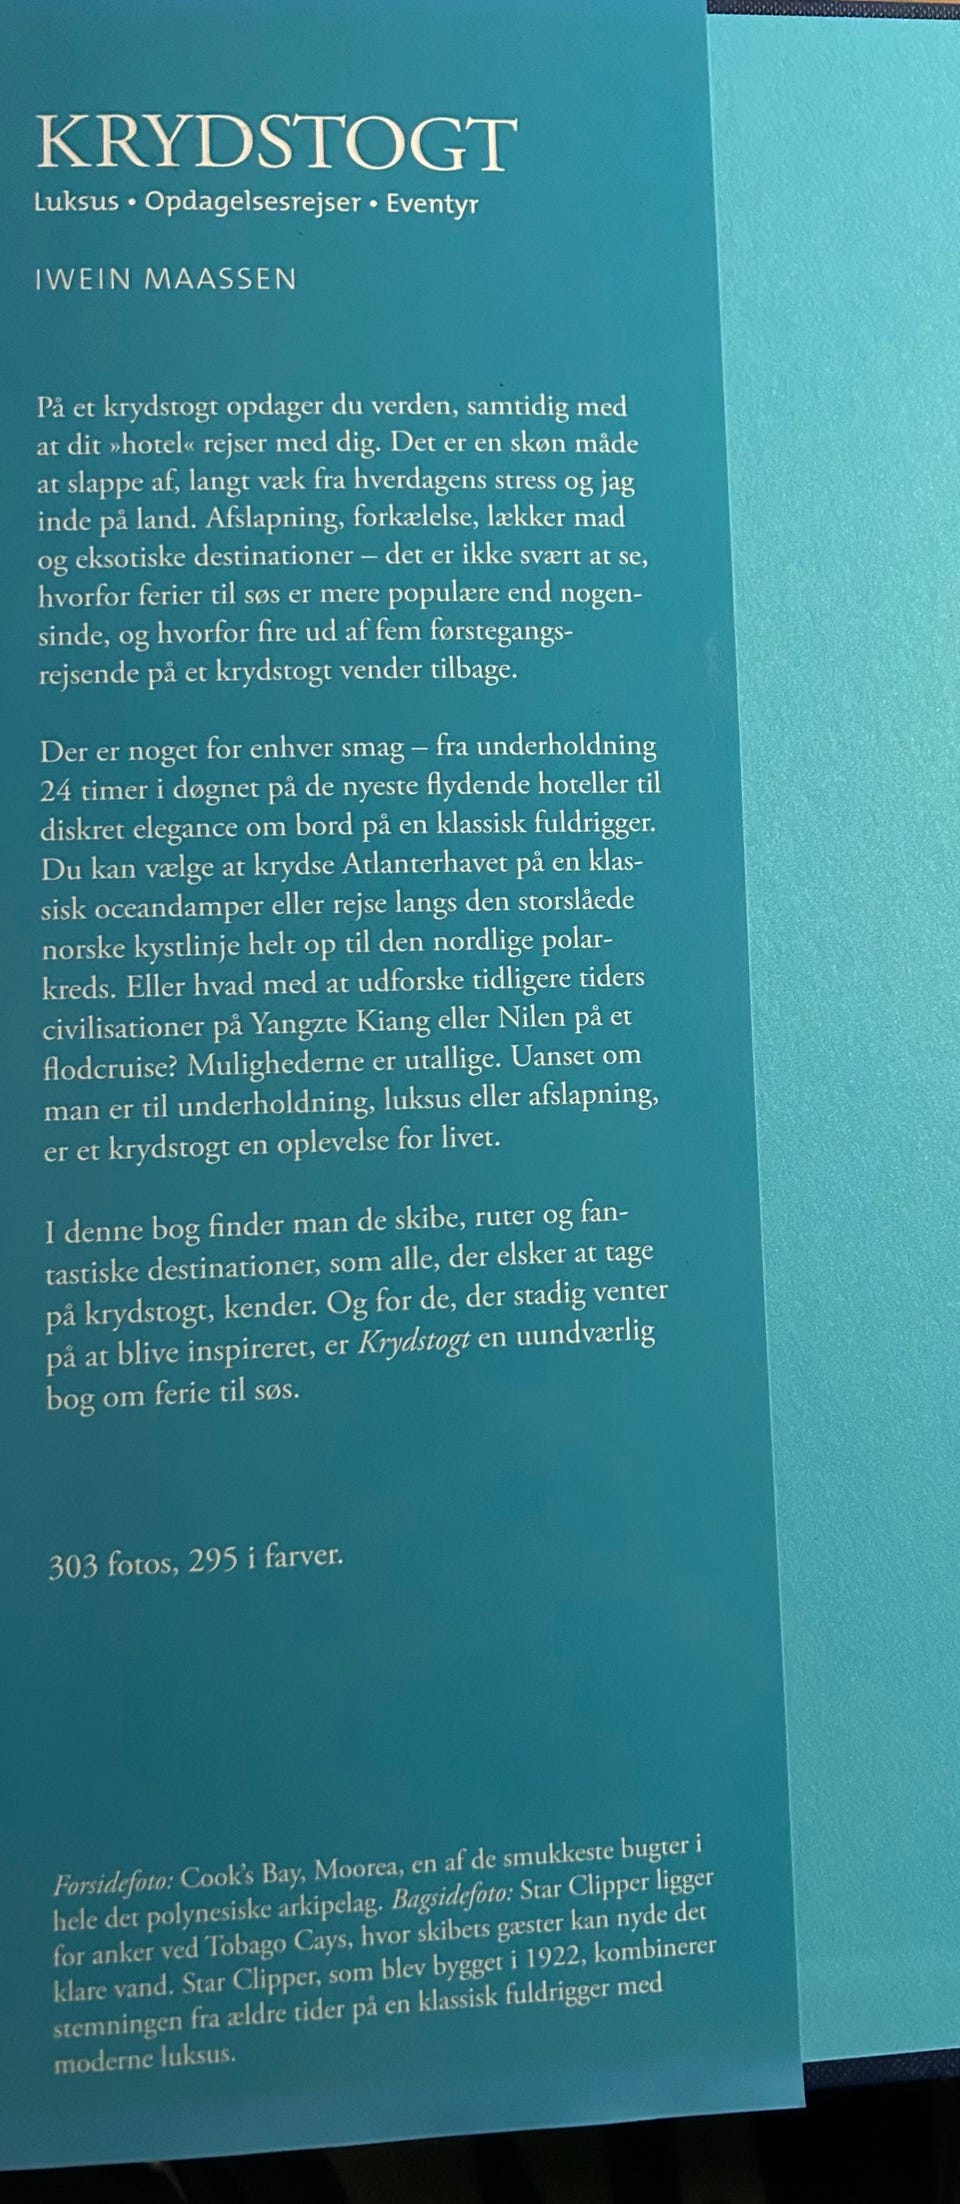 KRYDSTOGT
Luksus • Opdagelsesrejser • Eventyr
IWEIN MAASSEN
På et krydstogt opdager du verden, samtidig med
at dit »hotel« rejser med dig. Det er en skøn måde
at slappe af, langt væk fra hverdagens stress og jag
inde på land. Afslapning, forkælelse, lækker mad
og eksotiske destinationer – det er ikke svært at se,
hvorfor ferier til søs er mere populære end nogen-
sinde, og hvorfor fire ud af fem førstegangs-
rejsende på et krydstogt vender tilbage.
Der er noget for enhver smag – fra underholdning
24 timer i døgnet på de nyeste flydende hoteller til
diskret elegance om bord på en klassisk fuldrigger.
Du kan vælge at krydse Atlanterhavet på en klas-
sisk oceandamper eller rejse langs den storslåede
norske kystlinje helt op til den nordlige polar-
kreds. Eller hvad med at udforske tidligere tiders
civilisationer på Yangzte Kiang eller Nilen på et
flodcruise? Mulighederne er utallige. Uanset om
man er til underholdning, luksus eller afslapning,
er et krydstogt en oplevelse for livet.
I denne bog finder man de skibe, ruter og fan-
tastiske destinationer, som alle, der elsker at tage
på krydstogt, kender. Og for de, der stadig venter
på at blive inspireret, er Krydstogt en uundværlig
bog om ferie til søs.
303 fotos, 295 i farver.
Forsidefoto: Cook's Bay, Moorea, en af de smukkeste bugter i
hele det polynesiske arkipelag. Bagsidefoto: Star Clipper ligger
for anker ved Tobago Cays, hvor skibets gæster kan nyde det
klare vand. Star Clipper, som blev bygget i 1922, kombinerer
stemningen fra ældre tider på en klassisk fuldrigger med
moderne luksus.